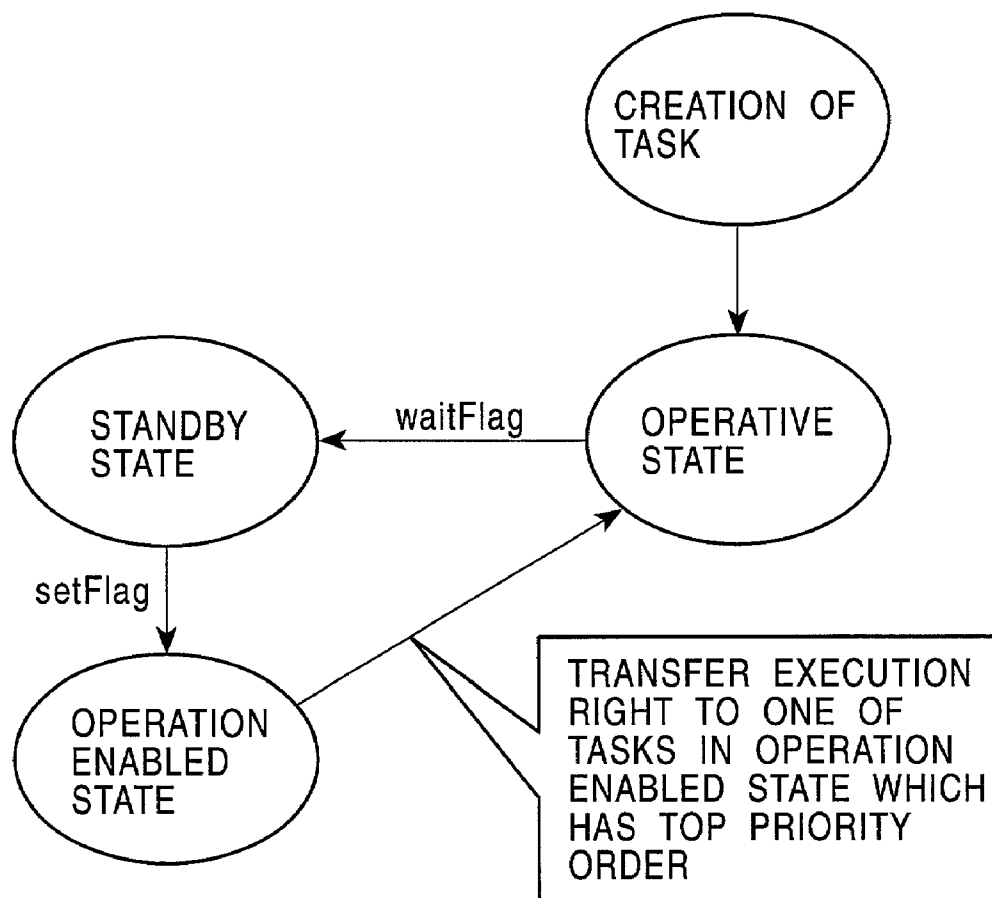 CREATION OF
TASK
STANDBY
STATE
waitFlag
OPERATIVE
STATE
setFlag
OPERATION
ENABLED
STATE
TRANSFER EXECUTION
RIGHT TO ONE OF
TASKS IN OPERATION
ENABLED STATE WHICH
HAS TOP PRIORITY
ORDER